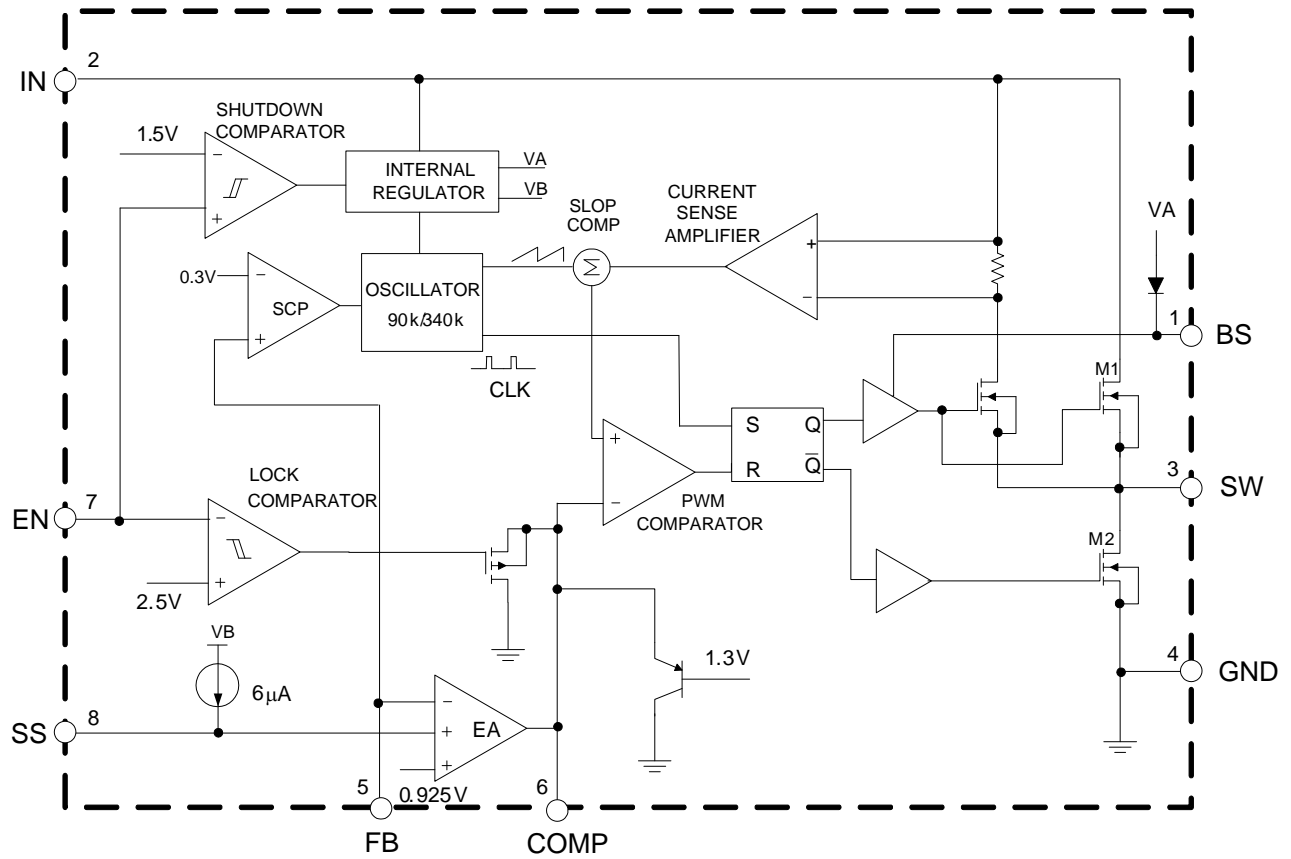 2
IN
SHUTDOWN
COMPARATOR
1.5V
−
+
INTERNAL
REGULATOR
VA
VB
SLOP
COMP
Σ
CURRENT
SENSE
AMPLIFIER
+
−
VA
0.3V
−
SCP
+
OSCILLATOR
90k/340k
CLK
1
BS
M1
S
Q
R
Q̅
+
−
PWM
COMPARATOR
3
SW
LOCK
COMPARATOR
7
EN
−
+
2.5V
M2
VB
6μA
1.3V
4
GND
8
SS
−
+
+
EA
0.925V
5
FB
6
COMP